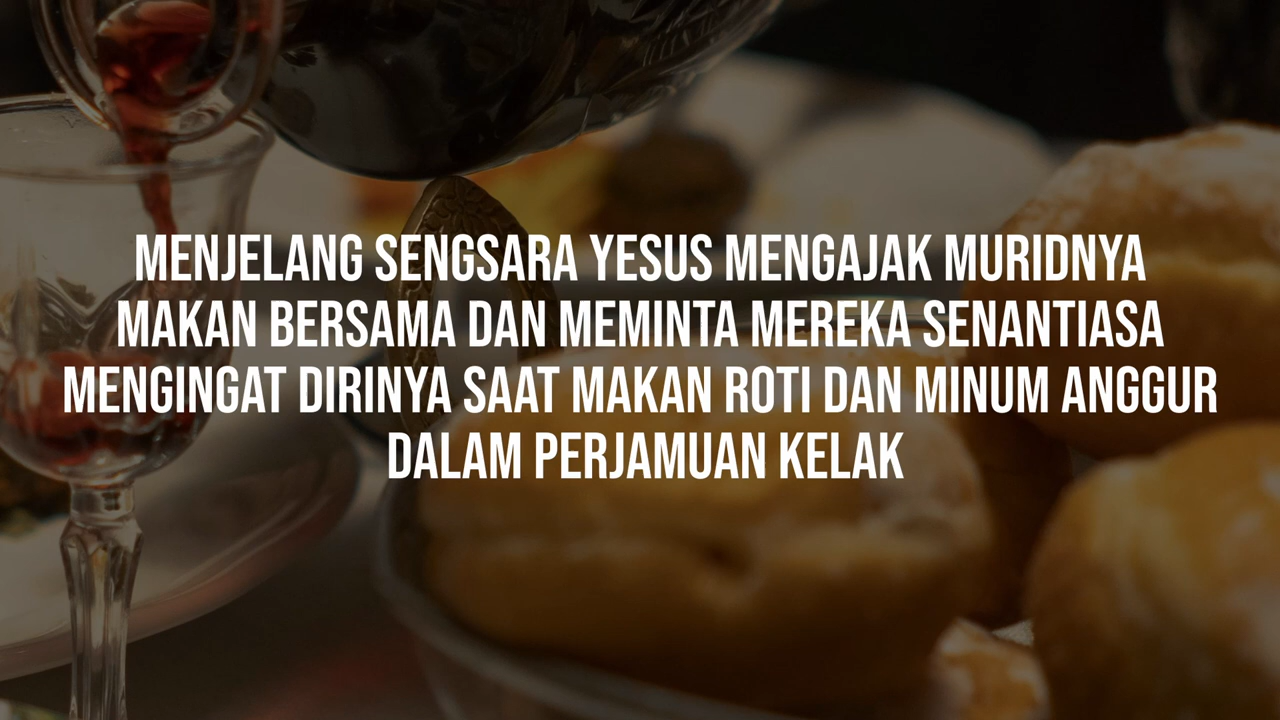 MENJELANG SENGSARA YESUS MENGAJAK MURIDNYA
MAKAN BERSAMA DAN MEMINTA MEREKA SENANTIASA
MENGINGAT DIRINYA SAAT MAKAN ROTI DAN MINUM ANGGUR
DALAM PERJAMUAN KELAK